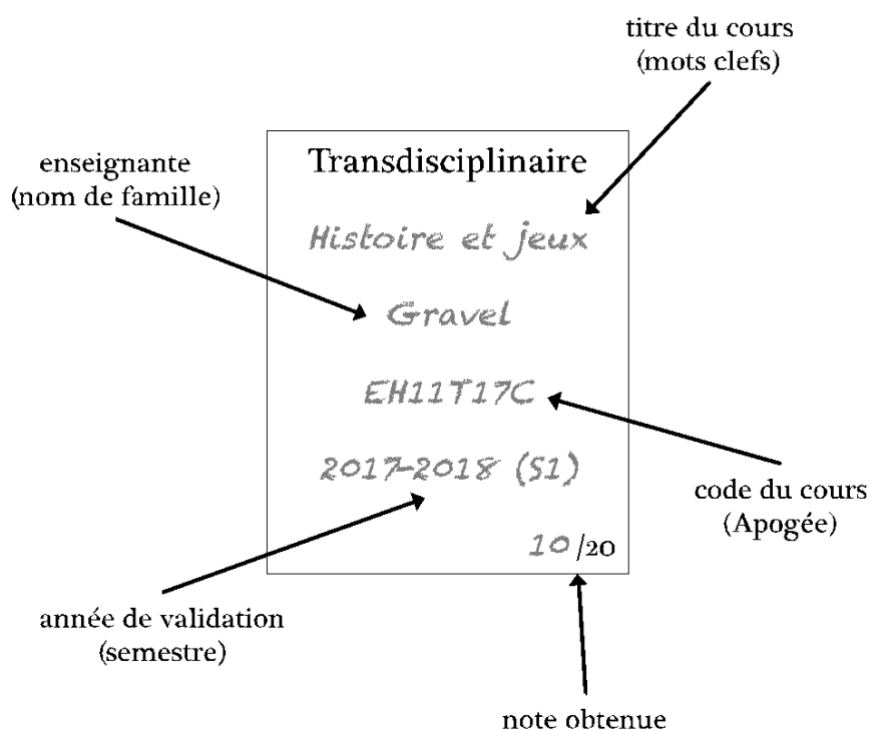 titre du cours
(mots clefs)
enseignante
(nom de famille)
Transdisciplinaire
Histoire et jeux
Gravel
EH11T17C
2017-2018 (S1)
10/20
code du cours
(Apogée)
année de validation
(semestre)
note obtenue